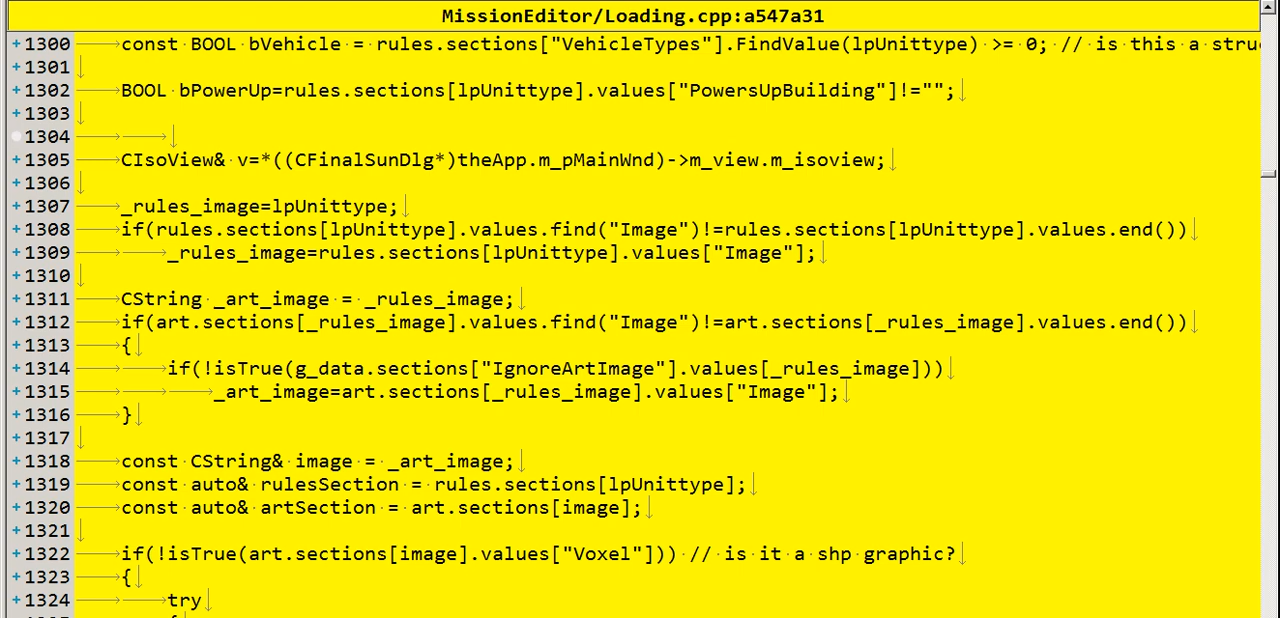 MissionEditor/Loading.cpp:a547a31
+1300 const BOOL bVehicle = rules.sections["VehicleTypes"].FindValue(lpUnittype) >= 0; // is this a
+1301
+1302 BOOL bPowerUp=rules.sections[lpUnittype].values["PowersUpBuilding"]!="";
+1303
1304
+1305 CIsoView& v=*((CFinalSunDlg*)theApp.m_pMainWnd)->m_view.m_isoview;
+1306
+1307 _rules_image=lpUnittype;
+1308 if(rules.sections[lpUnittype].values.find("Image")!=rules.sections[lpUnittype].values.end())
+1309 _rules_image=rules.sections[lpUnittype].values["Image"];
+1310
+1311 CString _art_image = _rules_image;
+1312 if(art.sections[_rules_image].values.find("Image")!=art.sections[_rules_image].values.end())
+1313 {
+1314 if(!isTrue(g_data.sections["IgnoreArtImage"].values[_rules_image]))
+1315 _art_image=art.sections[_rules_image].values["Image"];
+1316 }
+1317
+1318 const CString& image = _art_image;
+1319 const auto& rulesSection = rules.sections[lpUnittype];
+1320 const auto& artSection = art.sections[image];
+1321
+1322 if(!isTrue(art.sections[image].values["Voxel"])) // is it a shp graphic?
+1323 {
+1324 try